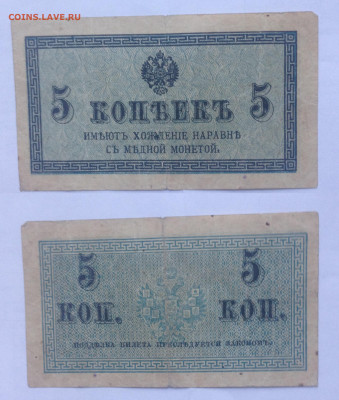 COINS.LAVE.RU
5 КОПѢЕКЪ 5
ИМѢЮТЪ ХОЖДЕНІЕ НАРАВНѢ
СЪ МѢДНОЙ МОНЕТОЙ.
5 5
КОП. КОП.
ПОДДѢЛКА БИЛЕТА ПРЕСЛѢДУЕТСЯ ЗАКОНОМЪ.